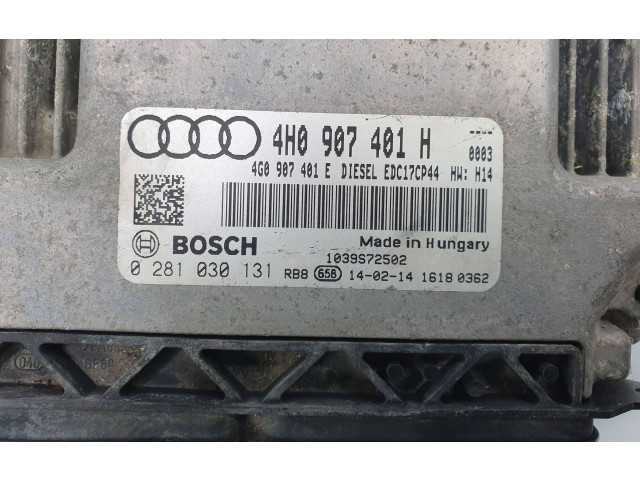 4H0 907 401 H
0003
4G0 907 401 E DIESEL EDC17CP44 HW: H14
BOSCH
Made in Hungary
1039S72502
0 281 030 131 RB8 656 14-02-14 1618 0362